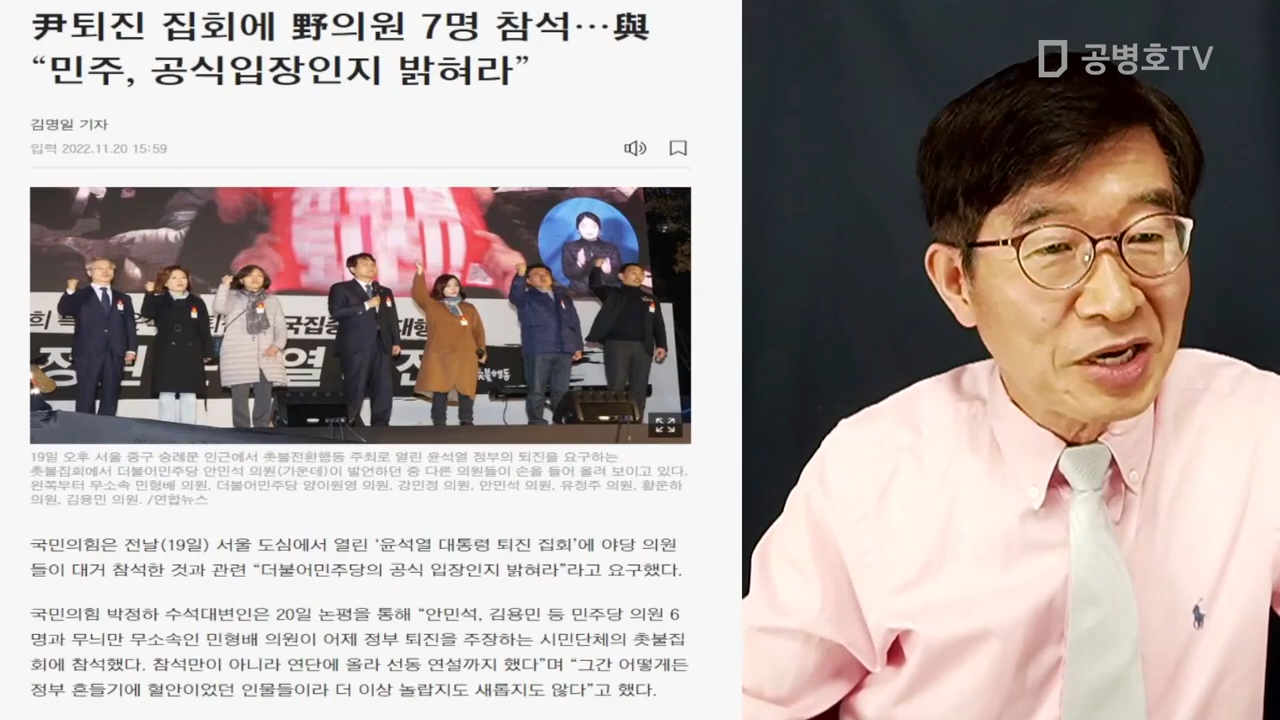 尹퇴진 집회에 野의원 7명 참석…與
“민주, 공식입장인지 밝혀라”
공병호TV
김명일 기자
입력 2022.11.20 15:59
열
촛불행동
19일 오후 서울 중구 숭례문 인근에서 촛불전환행동 주최로 열린 윤석열 정부의 퇴진을 요구하는
촛불집회에서 더불어민주당 안민석 의원(가운데)이 발언하던 중 다른 의원들이 손을 들어 올려 보이고 있다.
왼쪽부터 무소속 민형배 의원, 더불어민주당 양이원영 의원, 강민정 의원, 안민석 의원, 유정주 의원, 황운하
의원, 김용민 의원. /연합뉴스
국민의힘은 전날(19일) 서울 도심에서 열린 ‘윤석열 대통령 퇴진 집회’에 야당 의원
들이 대거 참석한 것과 관련 “더불어민주당의 공식 입장인지 밝혀라”라고 요구했다.
국민의힘 박정하 수석대변인은 20일 논평을 통해 “안민석, 김용민 등 민주당 의원 6
명과 무늬만 무소속인 민형배 의원이 어제 정부 퇴진을 주장하는 시민단체의 촛불집
회에 참석했다. 참석만이 아니라 연단에 올라 선동 연설까지 했다”며 “그간 어떻게든
정부 흔들기에 혈안이었던 인물들이라 더 이상 놀랍지도 새롭지도 않다”고 했다.